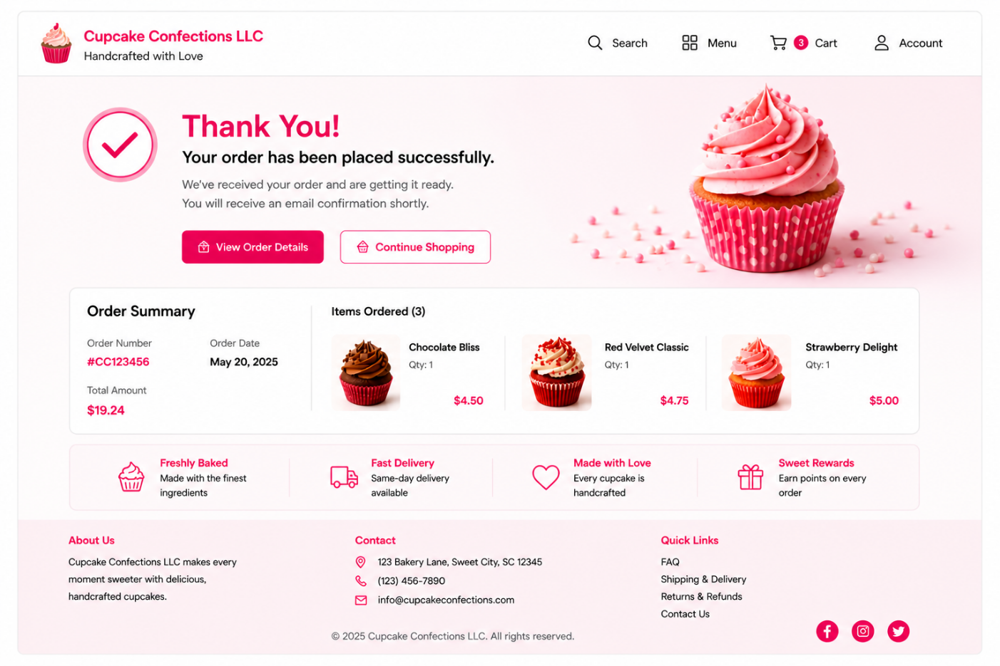 Cupcake Confections LLC
Handcrafted with Love
Search
Menu
3
Cart
Account
Thank You!
Your order has been placed successfully.
We've received your order and are getting it ready.
You will receive an email confirmation shortly.
View Order Details
Continue Shopping
Order Summary
Order Number
#CC123456
Order Date
May 20, 2025
Total Amount
$19.24
Items Ordered (3)
Chocolate Bliss
Qty: 1
$4.50
Red Velvet Classic
Qty: 1
$4.75
Strawberry Delight
Qty: 1
$5.00
Freshly Baked
Made with the finest
ingredients
Fast Delivery
Same-day delivery
available
Made with Love
Every cupcake is
handcrafted
Sweet Rewards
Earn points on every
order
About Us
Cupcake Confections LLC makes every
moment sweeter with delicious,
handcrafted cupcakes.
Contact
123 Bakery Lane, Sweet City, SC 12345
(123) 456-7890
info@cupcakeconfections.com
Quick Links
FAQ
Shipping & Delivery
Returns & Refunds
Contact Us
© 2025 Cupcake Confections LLC. All rights reserved.